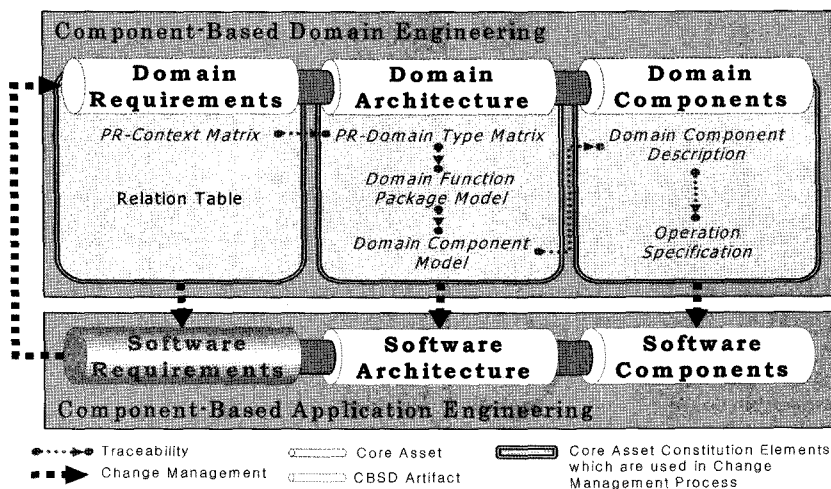 Component-Based Domain Engineering
Domain
Requirements
Domain
Architecture
Domain
Components
PR-Context Matrix
PR-Domain Type Matrix
Domain Component
Description
Relation Table
Domain Function
Package Model
Operation
Specification
Domain Component
Model
Software
Requirements
Software
Architecture
Software
Components
Component-Based Application Engineering
Traceability
Core Asset
Core Asset Constitution Elements
which are used in Change
Management Process
Change Management
CBSD Artifact